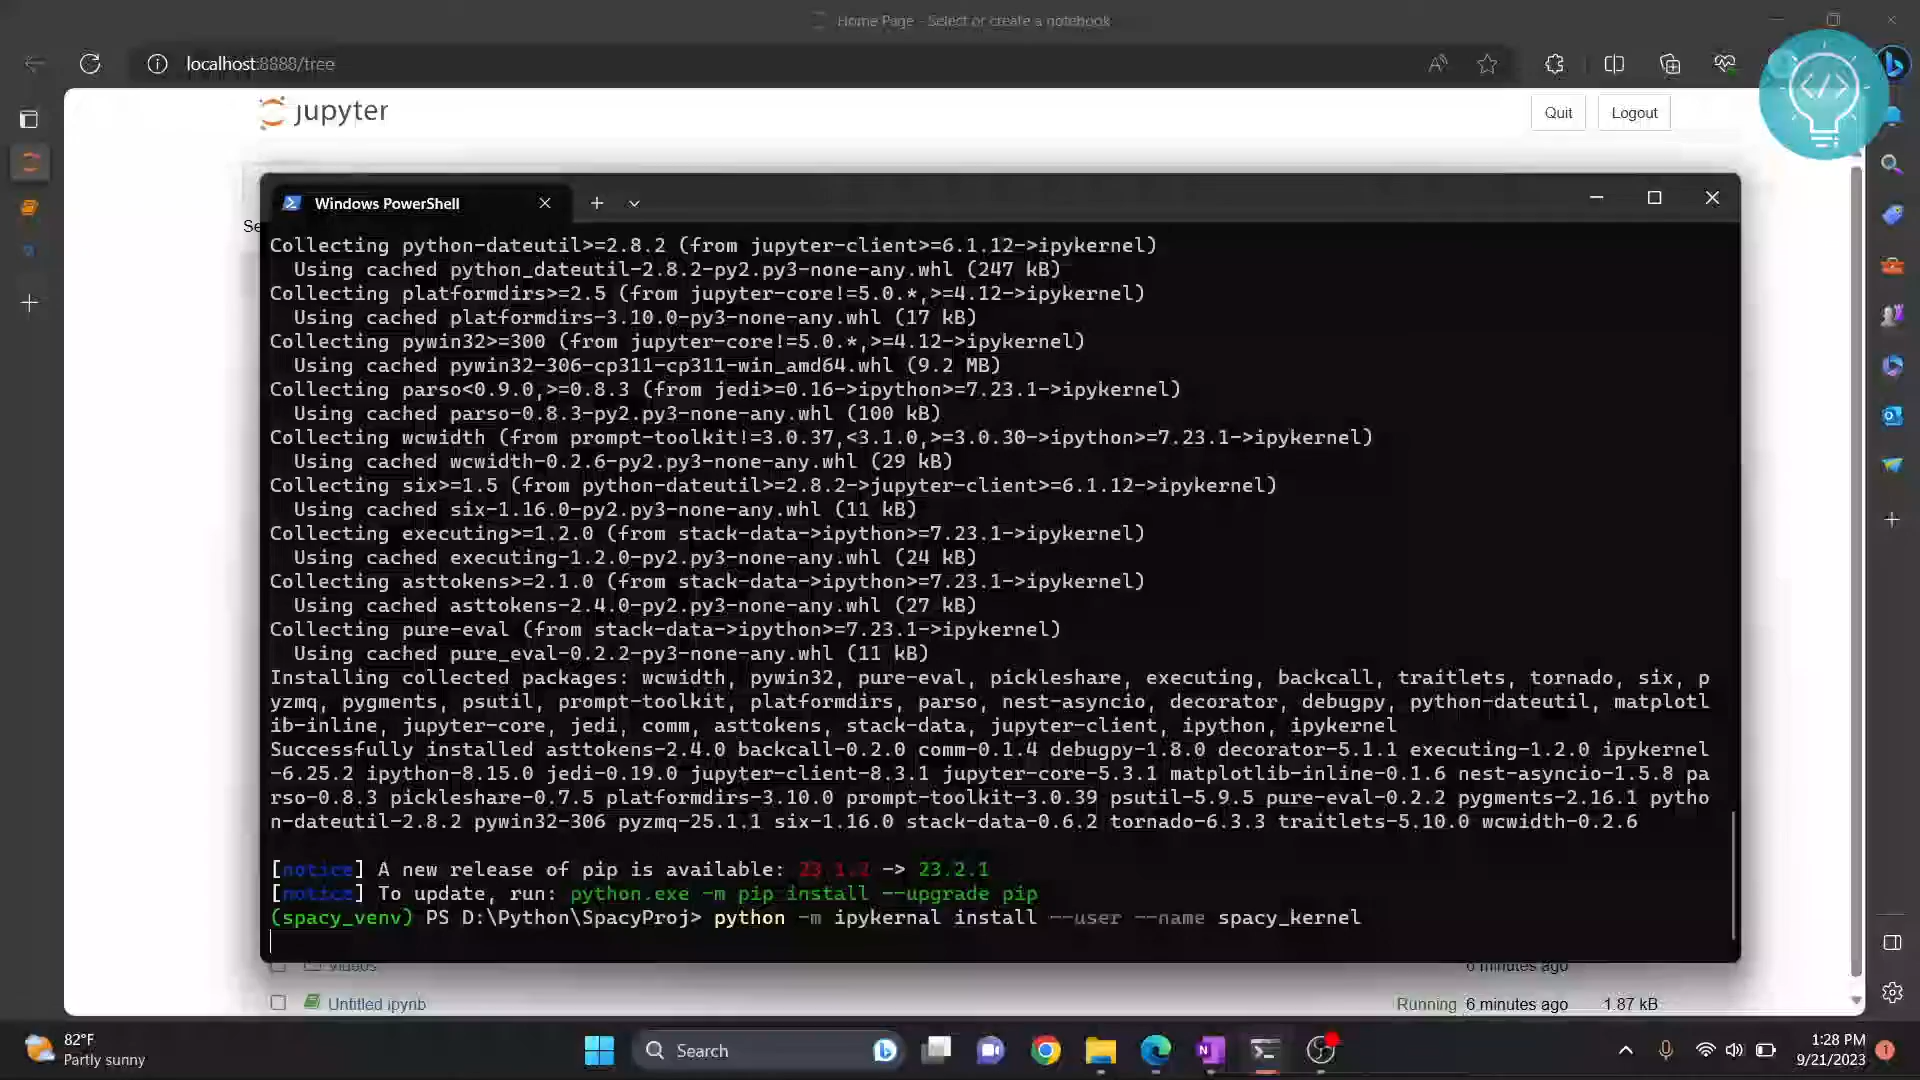 Home Page - Select or create a notebook
localhost:8888/tree
jupyter
Quit
Logout
Windows PowerShell
Se
Collecting python-dateutil>=2.8.2 (from jupyter-client>=6.1.12->ipykernel)
Using cached python_dateutil-2.8.2-py2.py3-none-any.whl (247 kB)
Collecting platformdirs>=2.5 (from jupyter-core!=5.0.*,>=4.12->ipykernel)
Using cached platformdirs-3.10.0-py3-none-any.whl (17 kB)
Collecting pywin32>=300 (from jupyter-core!=5.0.*,>=4.12->ipykernel)
Using cached pywin32-306-cp311-cp311-win_amd64.whl (9.2 MB)
Collecting parso<0.9.0,>=0.8.3 (from jedi>=0.16->ipython>=7.23.1->ipykernel)
Using cached parso-0.8.3-py2.py3-none-any.whl (100 kB)
Collecting wcwidth (from prompt-toolkit!=3.0.37,<3.1.0,>=3.0.30->ipython>=7.23.1->ipykernel)
Using cached wcwidth-0.2.6-py2.py3-none-any.whl (29 kB)
Collecting six>=1.5 (from python-dateutil>=2.8.2->jupyter-client>=6.1.12->ipykernel)
Using cached six-1.16.0-py2.py3-none-any.whl (11 kB)
Collecting executing>=1.2.0 (from stack-data->ipython>=7.23.1->ipykernel)
Using cached executing-1.2.0-py2.py3-none-any.whl (24 kB)
Collecting asttokens>=2.1.0 (from stack-data->ipython>=7.23.1->ipykernel)
Using cached asttokens-2.4.0-py2.py3-none-any.whl (27 kB)
Collecting pure-eval (from stack-data->ipython>=7.23.1->ipykernel)
Using cached pure_eval-0.2.2-py3-none-any.whl (11 kB)
Installing collected packages: wcwidth, pywin32, pure-eval, pickleshare, executing, backcall, traitlets, tornado, six, p
yzmq, pygments, psutil, prompt-toolkit, platformdirs, parso, nest-asyncio, decorator, debugpy, python-dateutil, matplotl
ib-inline, jupyter-core, jedi, comm, asttokens, stack-data, jupyter-client, ipython, ipykernel
Successfully installed asttokens-2.4.0 backcall-0.2.0 comm-0.1.4 debugpy-1.8.0 decorator-5.1.1 executing-1.2.0 ipykernel
-6.25.2 ipython-8.15.0 jedi-0.19.0 jupyter-client-8.3.1 jupyter-core-5.3.1 matplotlib-inline-0.1.6 nest-asyncio-1.5.8 pa
rso-0.8.3 pickleshare-0.7.5 platformdirs-3.10.0 prompt-toolkit-3.0.39 psutil-5.9.5 pure-eval-0.2.2 pygments-2.16.1 pytho
n-dateutil-2.8.2 pywin32-306 pyzmq-25.1.1 six-1.16.0 stack-data-0.6.2 tornado-6.3.3 traitlets-5.10.0 wcwidth-0.2.6
[notice] A new release of pip is available: 23.1.2 -> 23.2.1
[notice] To update, run: python.exe -m pip install --upgrade pip
(spacy_venv) PS D:\Python\SpacyProj> python -m ipykernal install --user --name spacy_kernel
Videos 6 minutes ago
Untitled.ipynb Running 6 minutes ago 1.87 kB
82°F
Partly sunny
Search
1:28 PM
9/21/2023
1